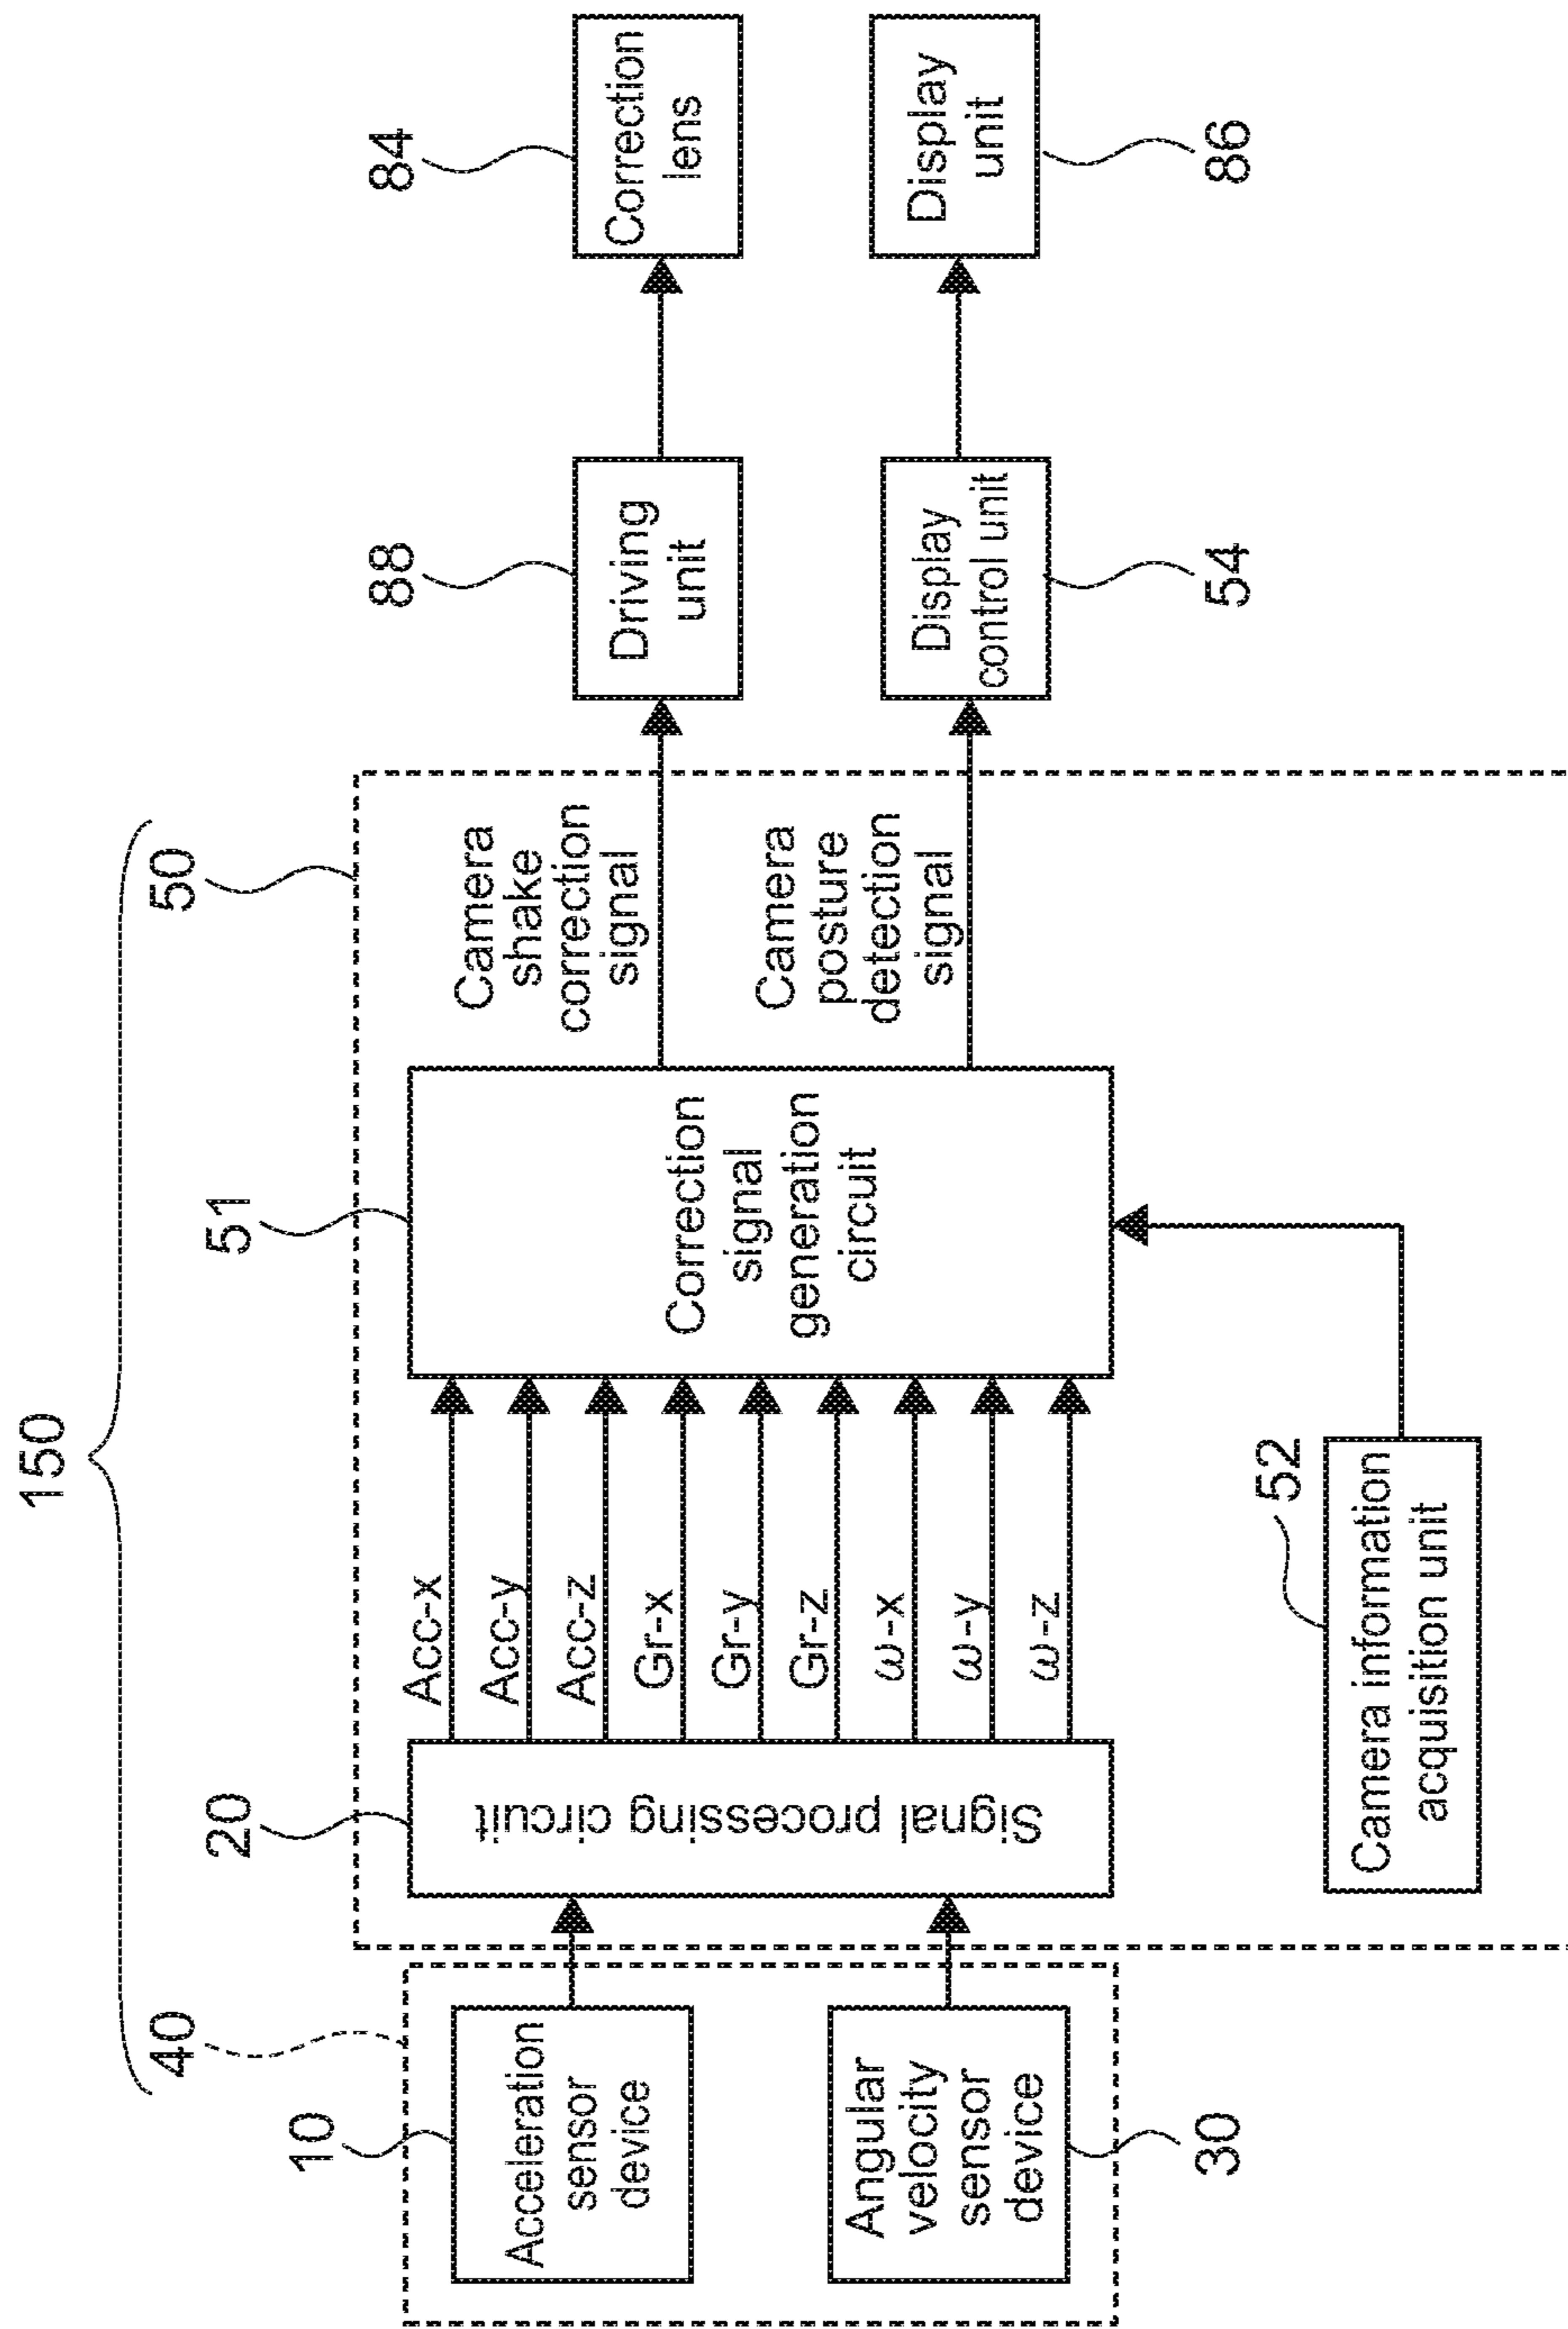 150
40
50
10
Acceleration
sensor
device
Angular
velocity
sensor
device
30
20
Signal processing circuit
Acc-x
Acc-y
Acc-z
Gr-x
Gr-y
Gr-z
ω-x
ω-y
ω-z
51
Correction
signal
generation
circuit
52
Camera information
acquisition unit
Camera
shake
correction
signal
Camera
posture
detection
signal
88
Driving
unit
Display
control unit
54
84
Correction
lens
Display
unit
86